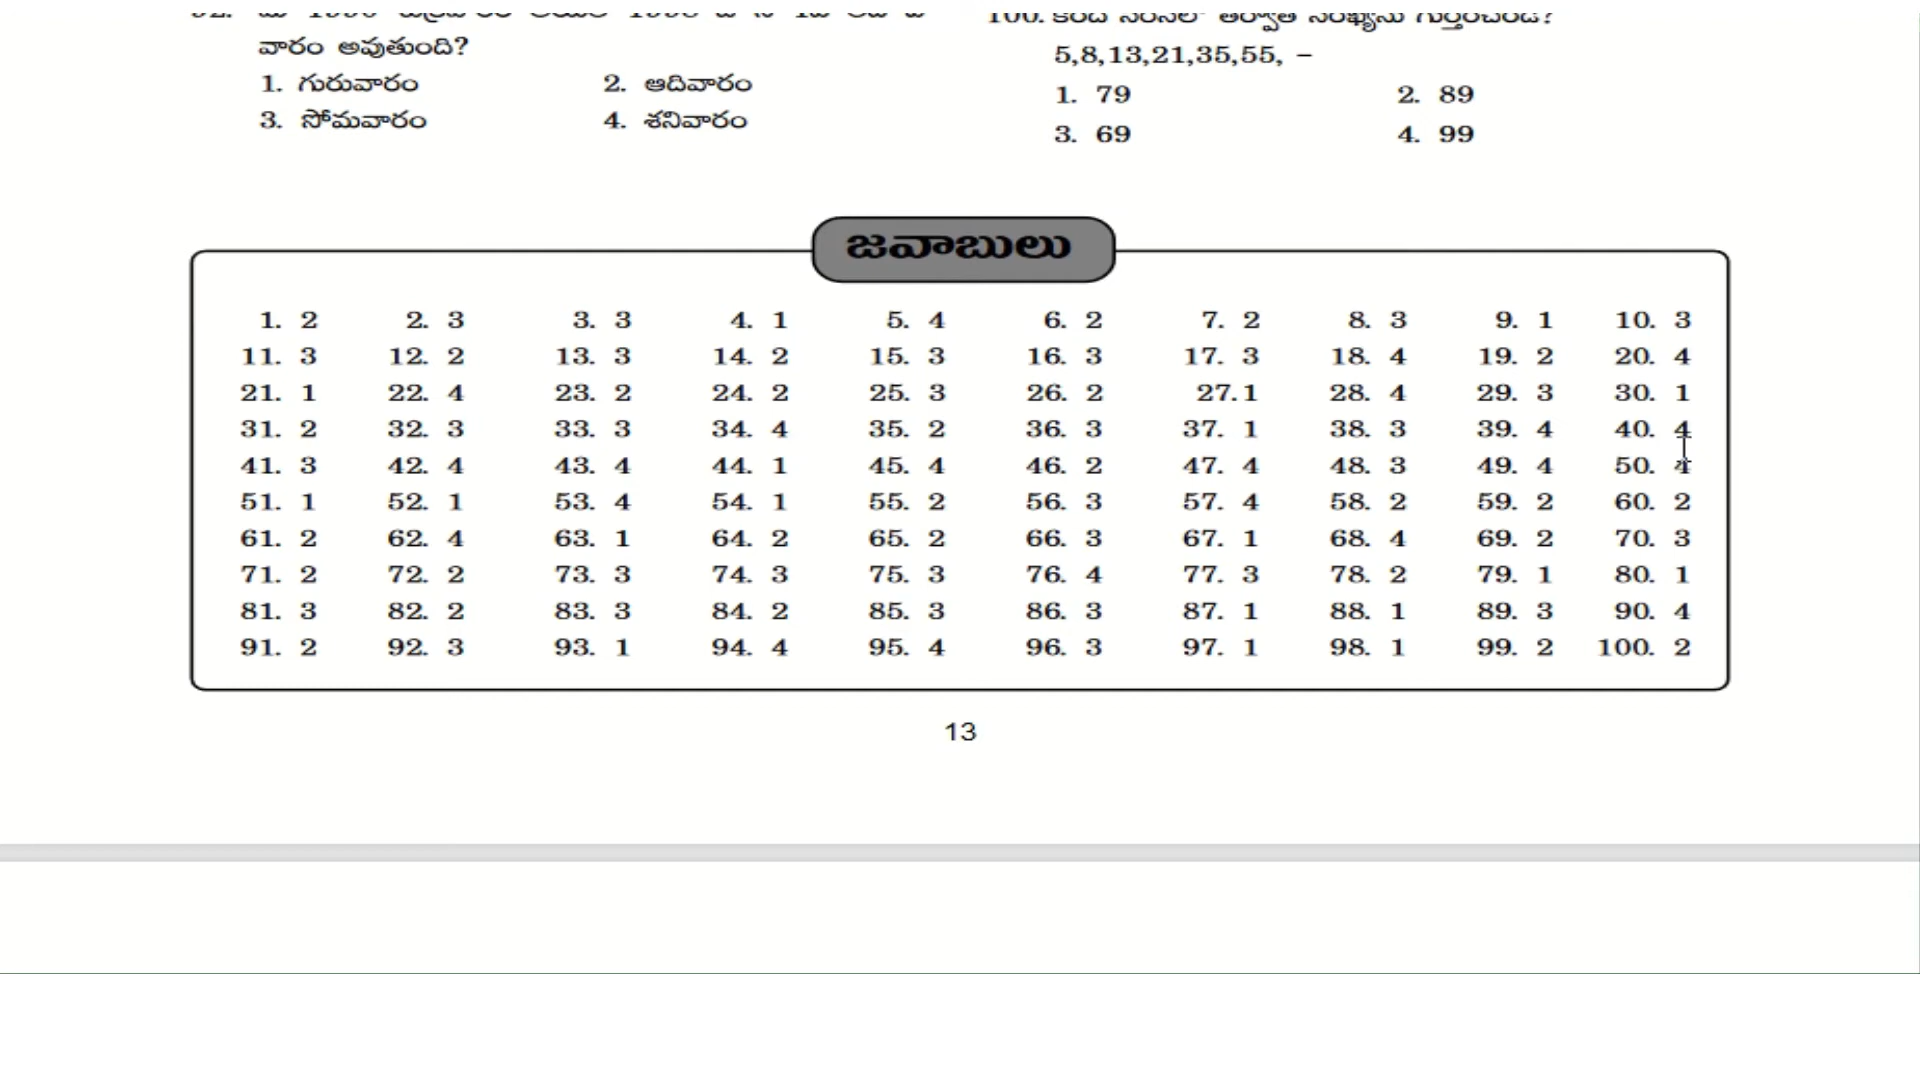 వారం అవుతుంది?
1. గురువారం 2. ఆదివారం
3. సోమవారం 4. శనివారం
100. కింది సిరీస్‌లో తర్వాత సంఖ్యను గుర్తించండి?
5,8,13,21,35,55, –
1. 79 2. 89
3. 69 4. 99
జవాబులు
1. 2 2. 3 3. 3 4. 1 5. 4 6. 2 7. 2 8. 3 9. 1 10. 3
11. 3 12. 2 13. 3 14. 2 15. 3 16. 3 17. 3 18. 4 19. 2 20. 4
21. 1 22. 4 23. 2 24. 2 25. 3 26. 2 27.1 28. 4 29. 3 30. 1
31. 2 32. 3 33. 3 34. 4 35. 2 36. 3 37. 1 38. 3 39. 4 40. 4
41. 3 42. 4 43. 4 44. 1 45. 4 46. 2 47. 4 48. 3 49. 4 50. 4
51. 1 52. 1 53. 4 54. 1 55. 2 56. 3 57. 4 58. 2 59. 2 60. 2
61. 2 62. 4 63. 1 64. 2 65. 2 66. 3 67. 1 68. 4 69. 2 70. 3
71. 2 72. 2 73. 3 74. 3 75. 3 76. 4 77. 3 78. 2 79. 1 80. 1
81. 3 82. 2 83. 3 84. 2 85. 3 86. 3 87. 1 88. 1 89. 3 90. 4
91. 2 92. 3 93. 1 94. 4 95. 4 96. 3 97. 1 98. 1 99. 2 100. 2
13